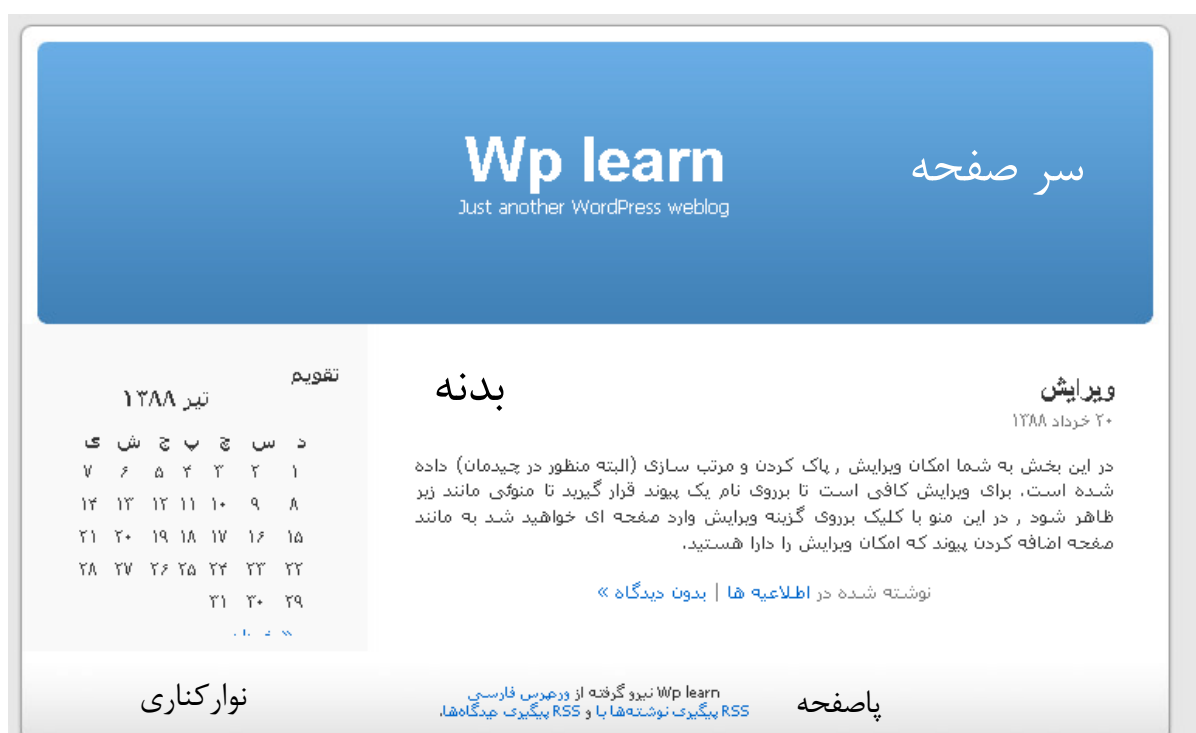 Wp learn
سر صفحه
Just another WordPress weblog
بدنه
ویرایش
۲۰ خرداد ۱۳۸۸
در این بخش به شما امکان ویرایش , پاک کردن و مرتب سازی (البته منظور در چیدمان) داده
شده است. برای ویرایش کافی است تا برروی نام یک پیوند قرار گیرید تا منوئی مانند زیر
ظاهر شود , در این منو با کلیک برروی گزینه ویرایش وارد صفحه ای خواهید شد به مانند
صفحه اضافه کردن پیوند که امکان ویرایش را دارا هستید.
نوشته شده در اطلاعیه ها | بدون دیدگاه »
تقویم
تیر ۱۳۸۸
د س چ پ ج ش ی
۱ ۲ ۳ ۴ ۵ ۶ ۷
۸ ۹ ۱۰ ۱۱ ۱۲ ۱۳ ۱۴
۱۵ ۱۶ ۱۷ ۱۸ ۱۹ ۲۰ ۲۱
۲۲ ۲۳ ۲۴ ۲۵ ۲۶ ۲۷ ۲۸
۲۹ ۳۰ ۳۱
پاصفحه
Wp learn نیرو گرفته از وردپرس فارسی
RSS پیگیری نوشته‌ها با و RSS پیگیری دیدگاه‌ها.
نوارکناری